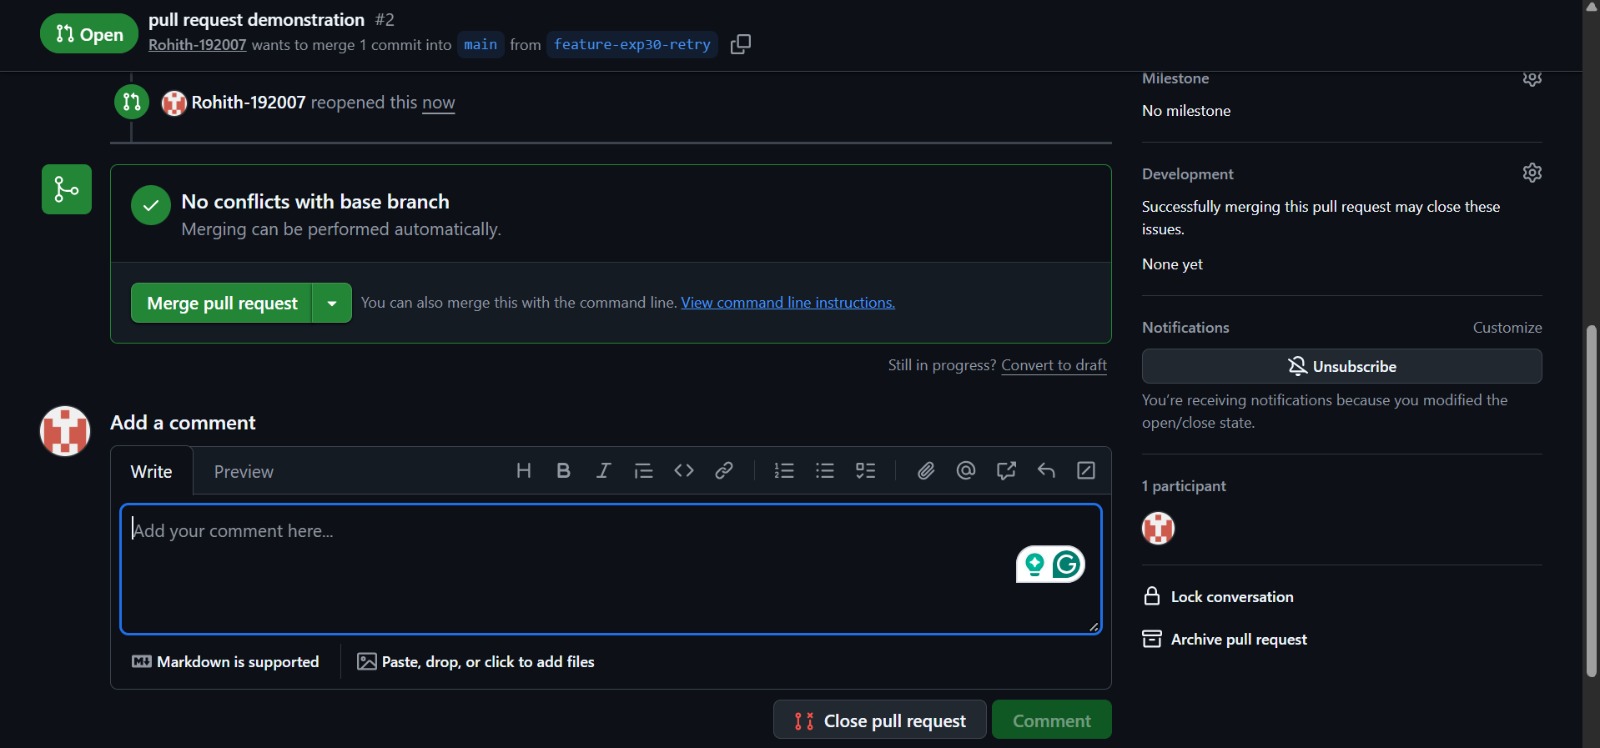 Open
pull request demonstration #2
Rohith-192007 wants to merge 1 commit into main from feature-exp30-retry
Rohith-192007 reopened this now
No conflicts with base branch
Merging can be performed automatically.
Merge pull request
You can also merge this with the command line. View command line instructions.
Still in progress? Convert to draft
Add a comment
Write
Preview
Add your comment here...
Markdown is supported
Paste, drop, or click to add files
Close pull request
Comment
Milestone
No milestone
Development
Successfully merging this pull request may close these
issues.
None yet
Notifications
Customize
Unsubscribe
You're receiving notifications because you modified the
open/close state.
1 participant
Lock conversation
Archive pull request